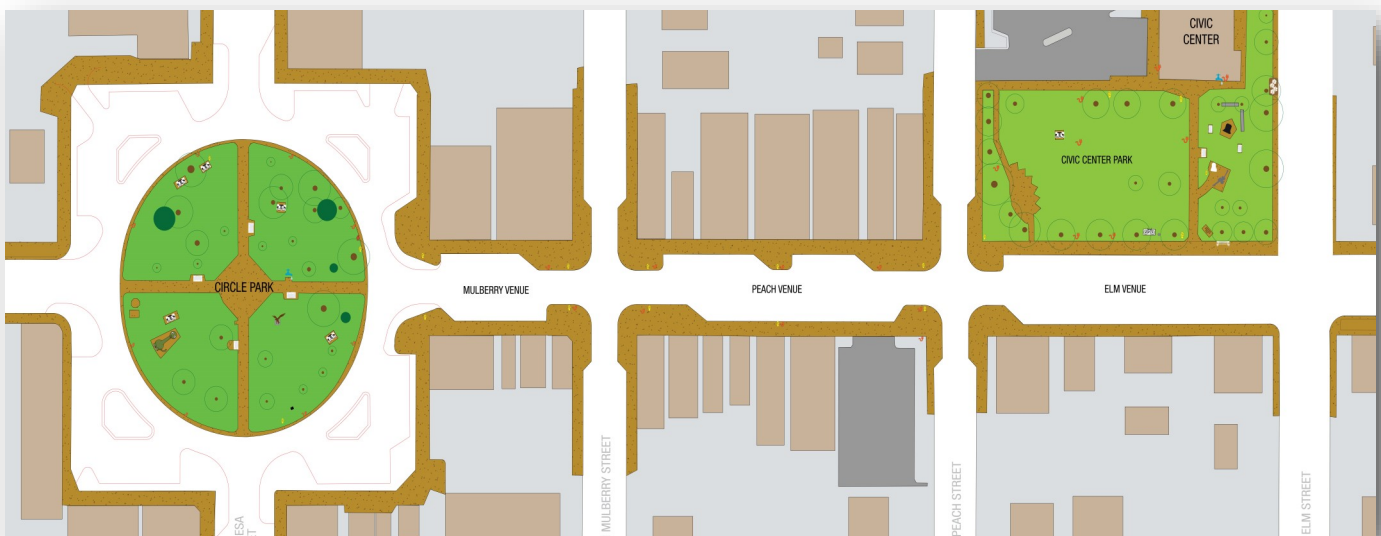 CIVIC
CENTER
CIVIC CENTER PARK
CIRCLE PARK
MULBERRY VENUE
PEACH VENUE
ELM VENUE
MULBERRY STREET
PEACH STREET
ELM STREET